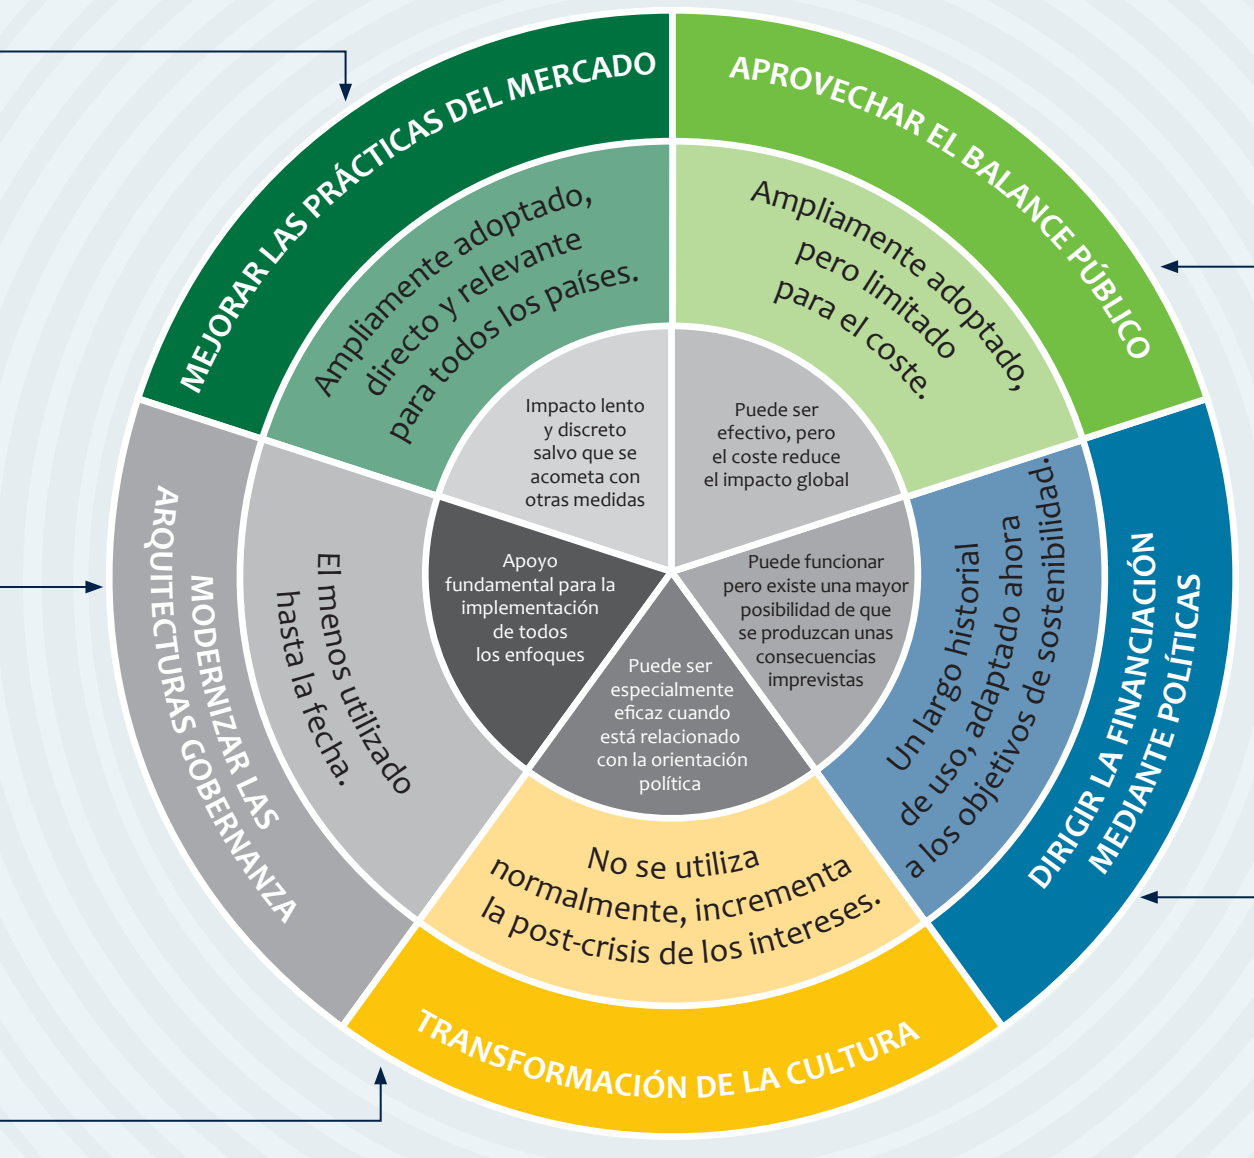 MEJORAR LAS PRÁCTICAS DEL MERCADO
Ampliamente adoptado,
directo y relevante
para todos los países.
Impacto lento
y discreto
salvo que se
acometa con
otras medidas
APROVECHAR EL BALANCE PÚBLICO
Ampliamente adoptado,
pero limitado
para el coste.
Puede ser
efectivo, pero
el coste reduce
el impacto global
DIRIGIR LA FINANCIACIÓN
MEDIANTE POLÍTICAS
Un largo historial
de uso, adaptado ahora
a los objetivos de sostenibilidad.
Puede funcionar
pero existe una mayor
posibilidad de que
se produzcan unas
consecuencias
imprevistas
TRANSFORMACIÓN DE LA CULTURA
No se utiliza
normalmente, incrementa
la post-crisis de los intereses.
Puede ser
especialmente
eficaz cuando
está relacionado
con la orientación
política
MODERNIZAR LAS
ARQUITECTURAS GOBERNANZA
El menos utilizado
hasta la fecha.
Apoyo
fundamental para la
implementación
de todos
los enfoques